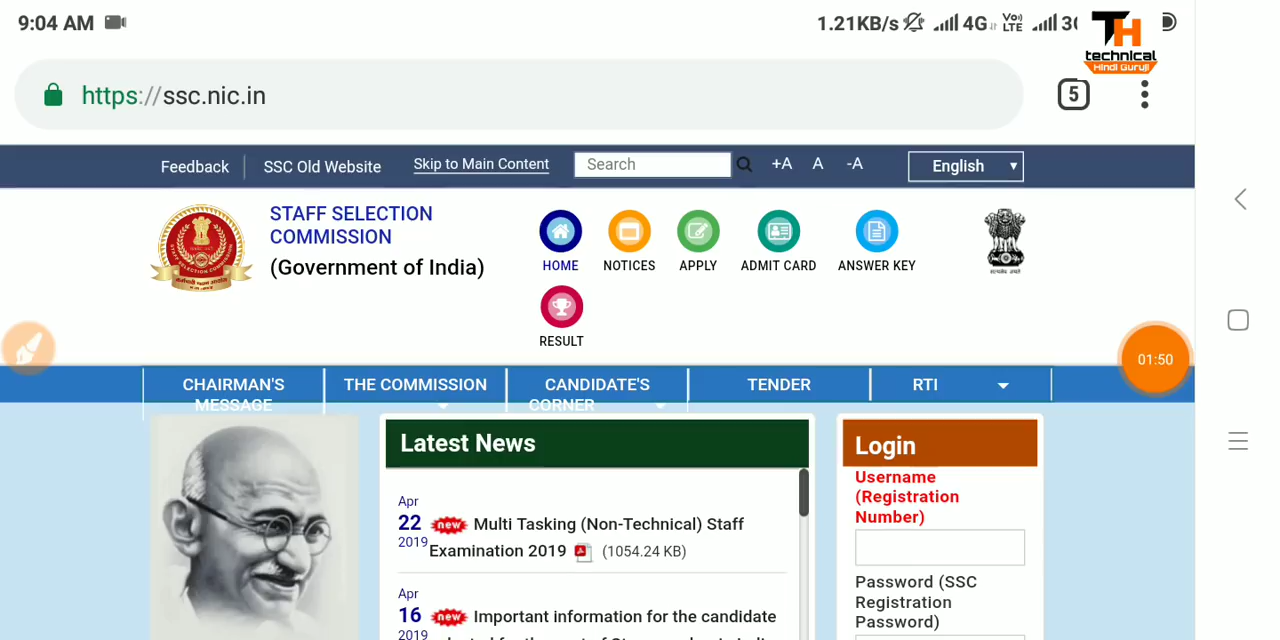 9:04 AM
1.21KB/s 4G Vo) LTE
TH
technical
Hindi Guruji
https://ssc.nic.in
5
Feedback SSC Old Website Skip to Main Content Search +A A -A English
STAFF SELECTION
COMMISSION
(Government of India)
HOME NOTICES APPLY ADMIT CARD ANSWER KEY
RESULT
01:50
CHAIRMAN'S
MESSAGE
THE COMMISSION
CANDIDATE'S
CORNER
TENDER
RTI
Latest News
Apr
22
2019
new Multi Tasking (Non-Technical) Staff
Examination 2019 (1054.24 KB)
Apr
16
2019
new Important information for the candidate
Login
Username
(Registration
Number)
Password (SSC
Registration
Password)